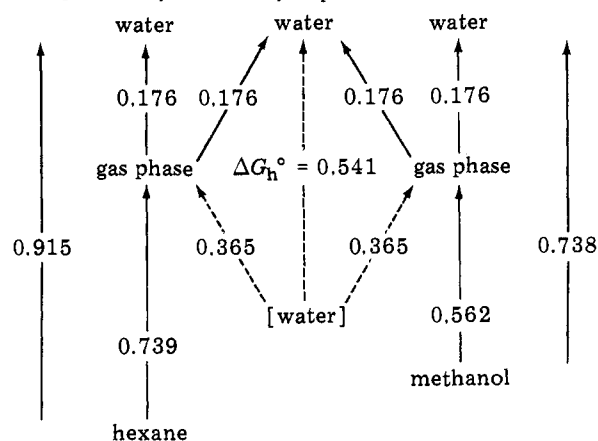 water water water
0.176 0.176 0.176 0.176
gas phase ΔGh° = 0.541 gas phase
0.915 0.365 0.365 0.738
[water]
0.739 0.562
methanol
hexane